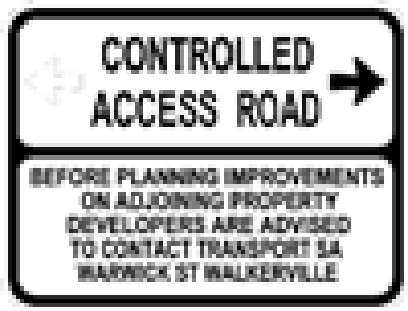 CONTROLLED
ACCESS ROAD
BEFORE PLANNING IMPROVEMENTS
ON ADJOINING PROPERTY
DEVELOPERS ARE ADVISED
TO CONTACT TRANSPORT SA
WARWICK ST WALKERVILLE